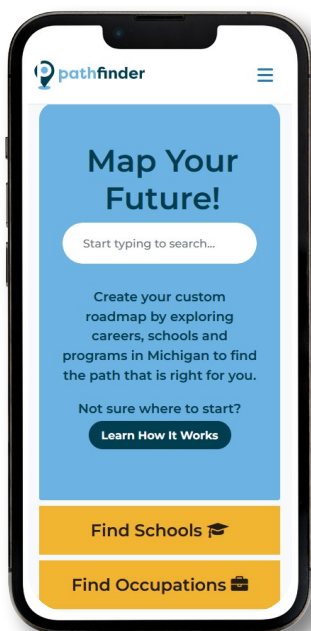 pathfinder
Map Your
Future!
Start typing to search...
Create your custom
roadmap by exploring
careers, schools and
programs in Michigan to find
the path that is right for you.
Not sure where to start?
Learn How It Works
Find Schools
Find Occupations